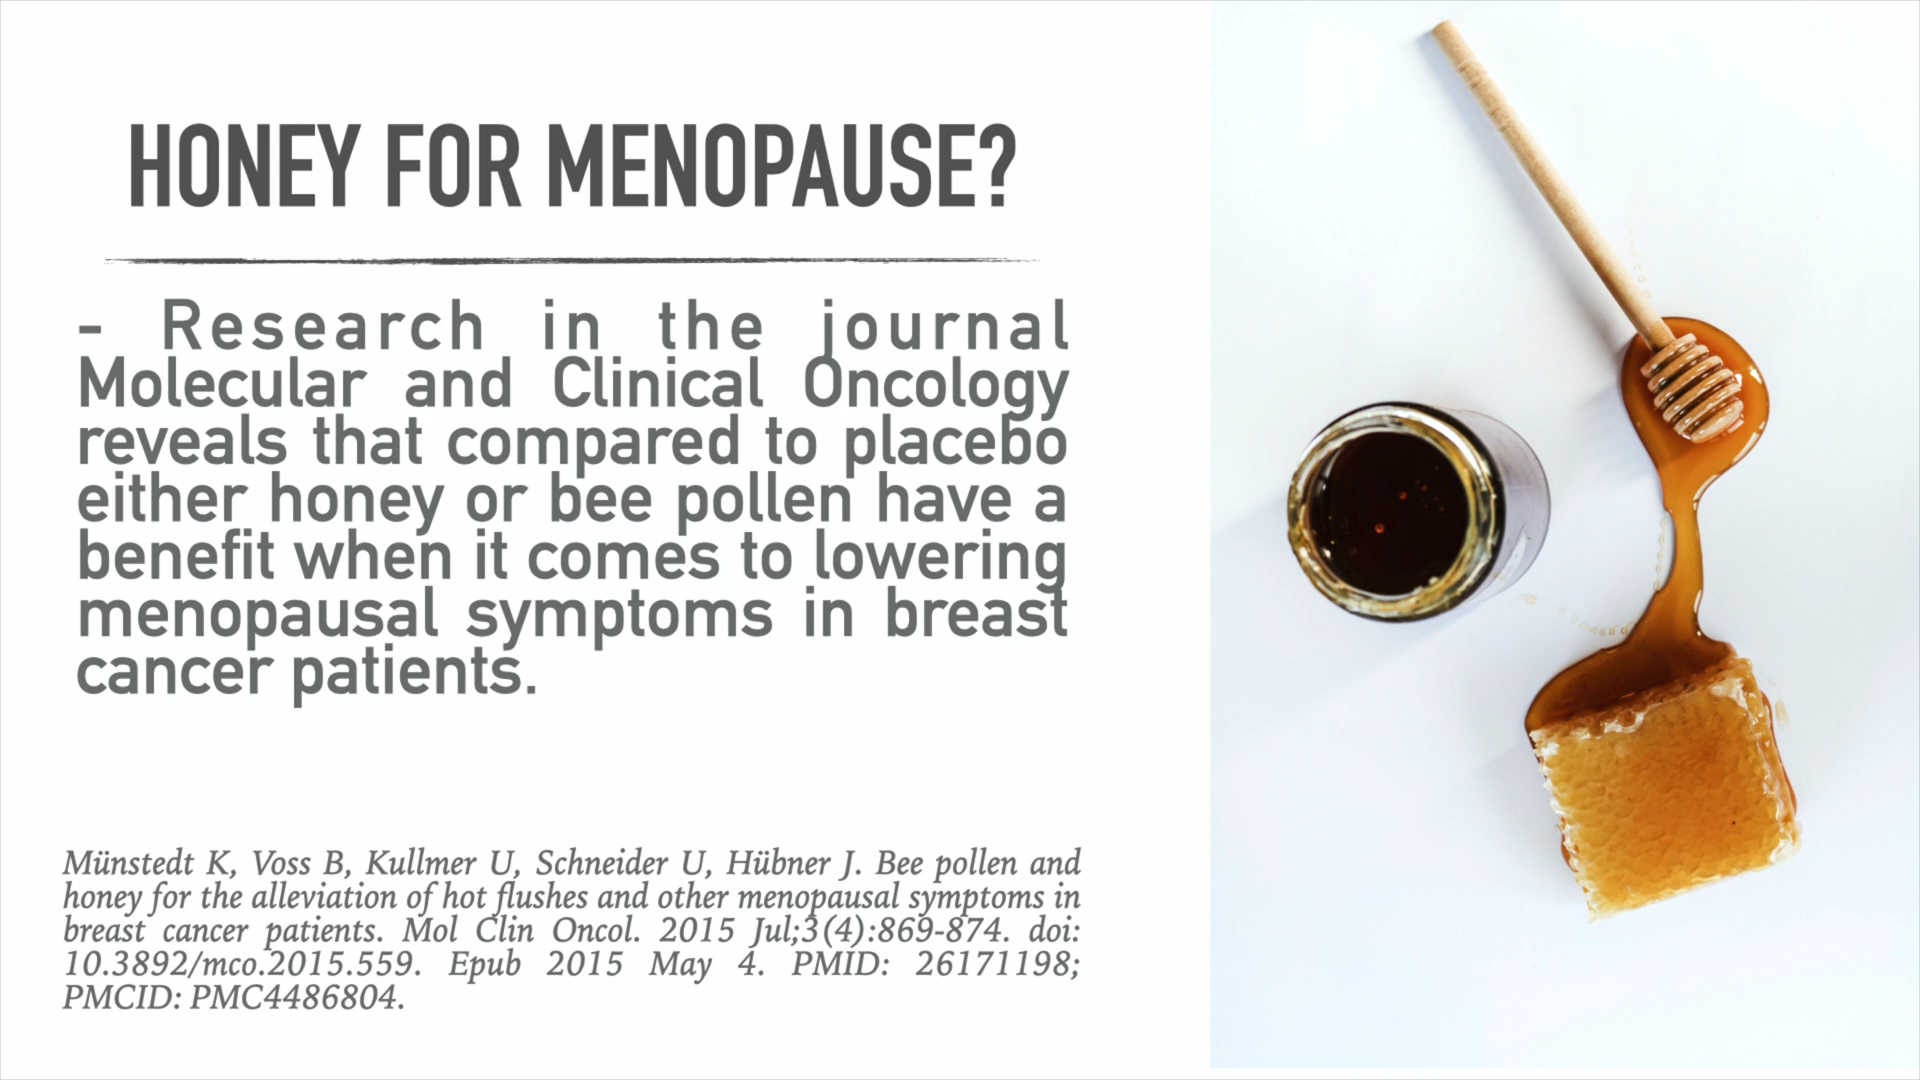 HONEY FOR MENOPAUSE?
- Research in the journal
Molecular and Clinical Oncology
reveals that compared to placebo
either honey or bee pollen have a
benefit when it comes to lowering
menopausal symptoms in breast
cancer patients.
Münstedt K, Voss B, Kullmer U, Schneider U, Hübner J. Bee pollen and
honey for the alleviation of hot flushes and other menopausal symptoms in
breast cancer patients. Mol Clin Oncol. 2015 Jul;3(4):869-874. doi:
10.3892/mco.2015.559. Epub 2015 May 4. PMID: 26171198;
PMCID: PMC4486804.